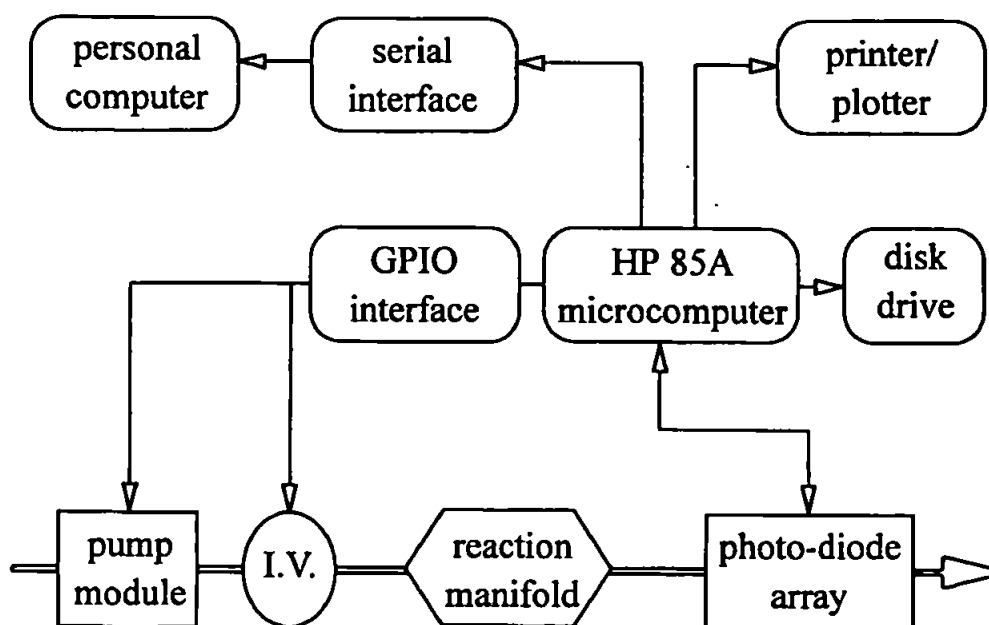 personal
computer
serial
interface
printer/
plotter
GPIO
interface
HP 85A
microcomputer
disk
drive
pump
module
I.V.
reaction
manifold
photo-diode
array